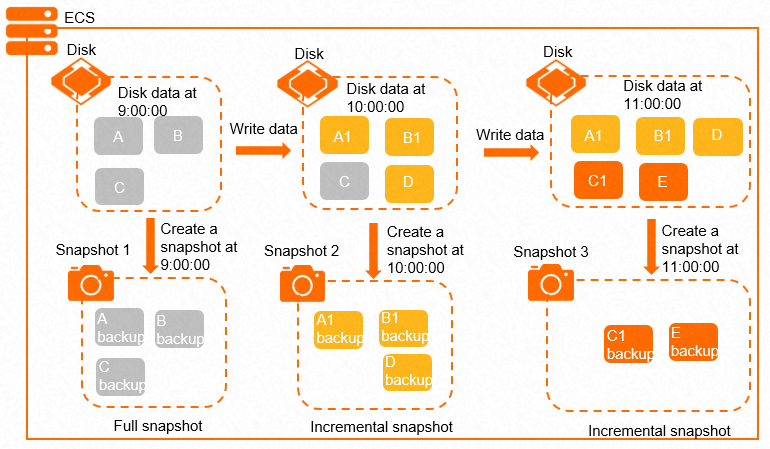 ECS
Disk
Disk data at
9:00:00
A
B
C
Write data
Disk
Disk data at
10:00:00
A1
B1
C
D
Write data
Disk
Disk data at
11:00:00
A1
B1
D
C1
E
Create a
snapshot at
9:00:00
Create a
snapshot at
10:00:00
Create a
snapshot at
11:00:00
Snapshot 1
A
backup
B
backup
C
backup
Full snapshot
Snapshot 2
A1
backup
B1
backup
D
backup
Incremental snapshot
Snapshot 3
C1
backup
E
backup
Incremental snapshot